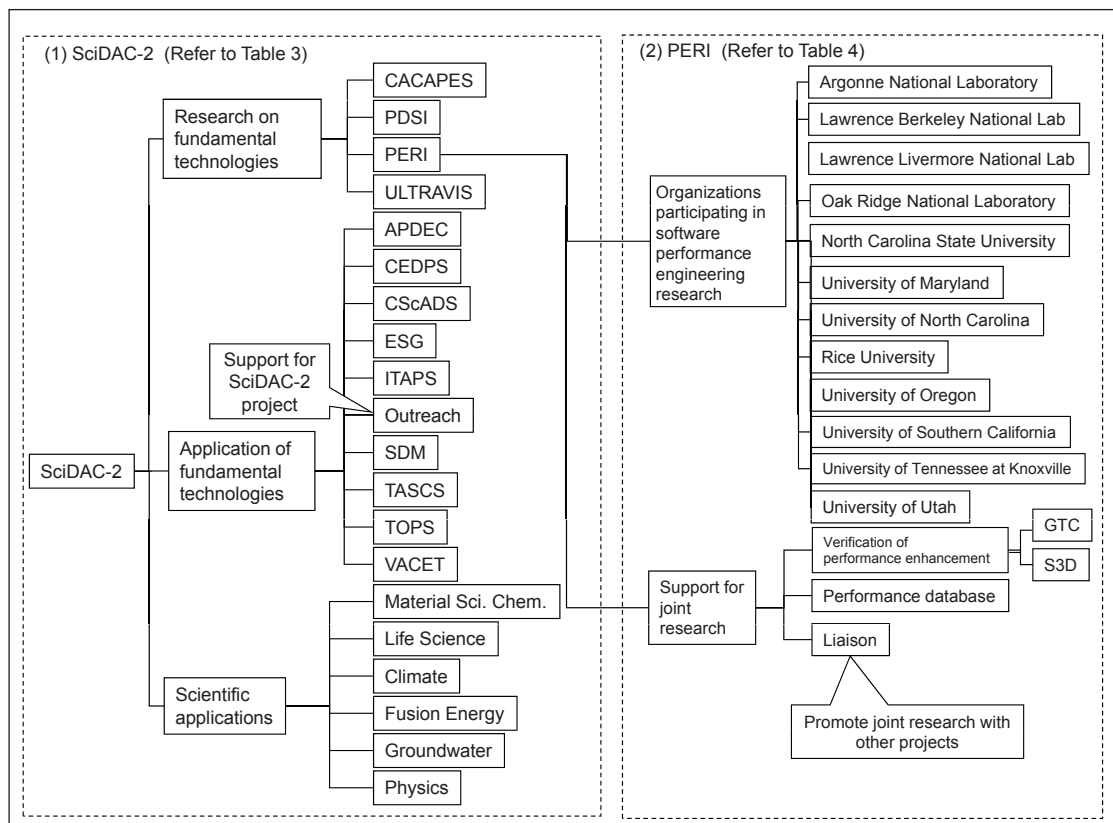 (1) SciDAC-2 (Refer to Table 3)
SciDAC-2
Research on
fundamental
technologies
CACAPES
PDSI
PERI
ULTRAVIS
Support for
SciDAC-2
project
Application of
fundamental
technologies
APDEC
CEDPS
CScADS
ESG
ITAPS
Outreach
SDM
TASCS
TOPS
VACET
Scientific
applications
Material Sci. Chem.
Life Science
Climate
Fusion Energy
Groundwater
Physics
(2) PERI (Refer to Table 4)
Organizations
participating in
software
performance
engineering
research
Argonne National Laboratory
Lawrence Berkeley National Lab
Lawrence Livermore National Lab
Oak Ridge National Laboratory
North Carolina State University
University of Maryland
University of North Carolina
Rice University
University of Oregon
University of Southern California
University of Tennessee at Knoxville
University of Utah
Support for
joint
research
Verification of
performance enhancement
GTC
S3D
Performance database
Liaison
Promote joint research with
other projects